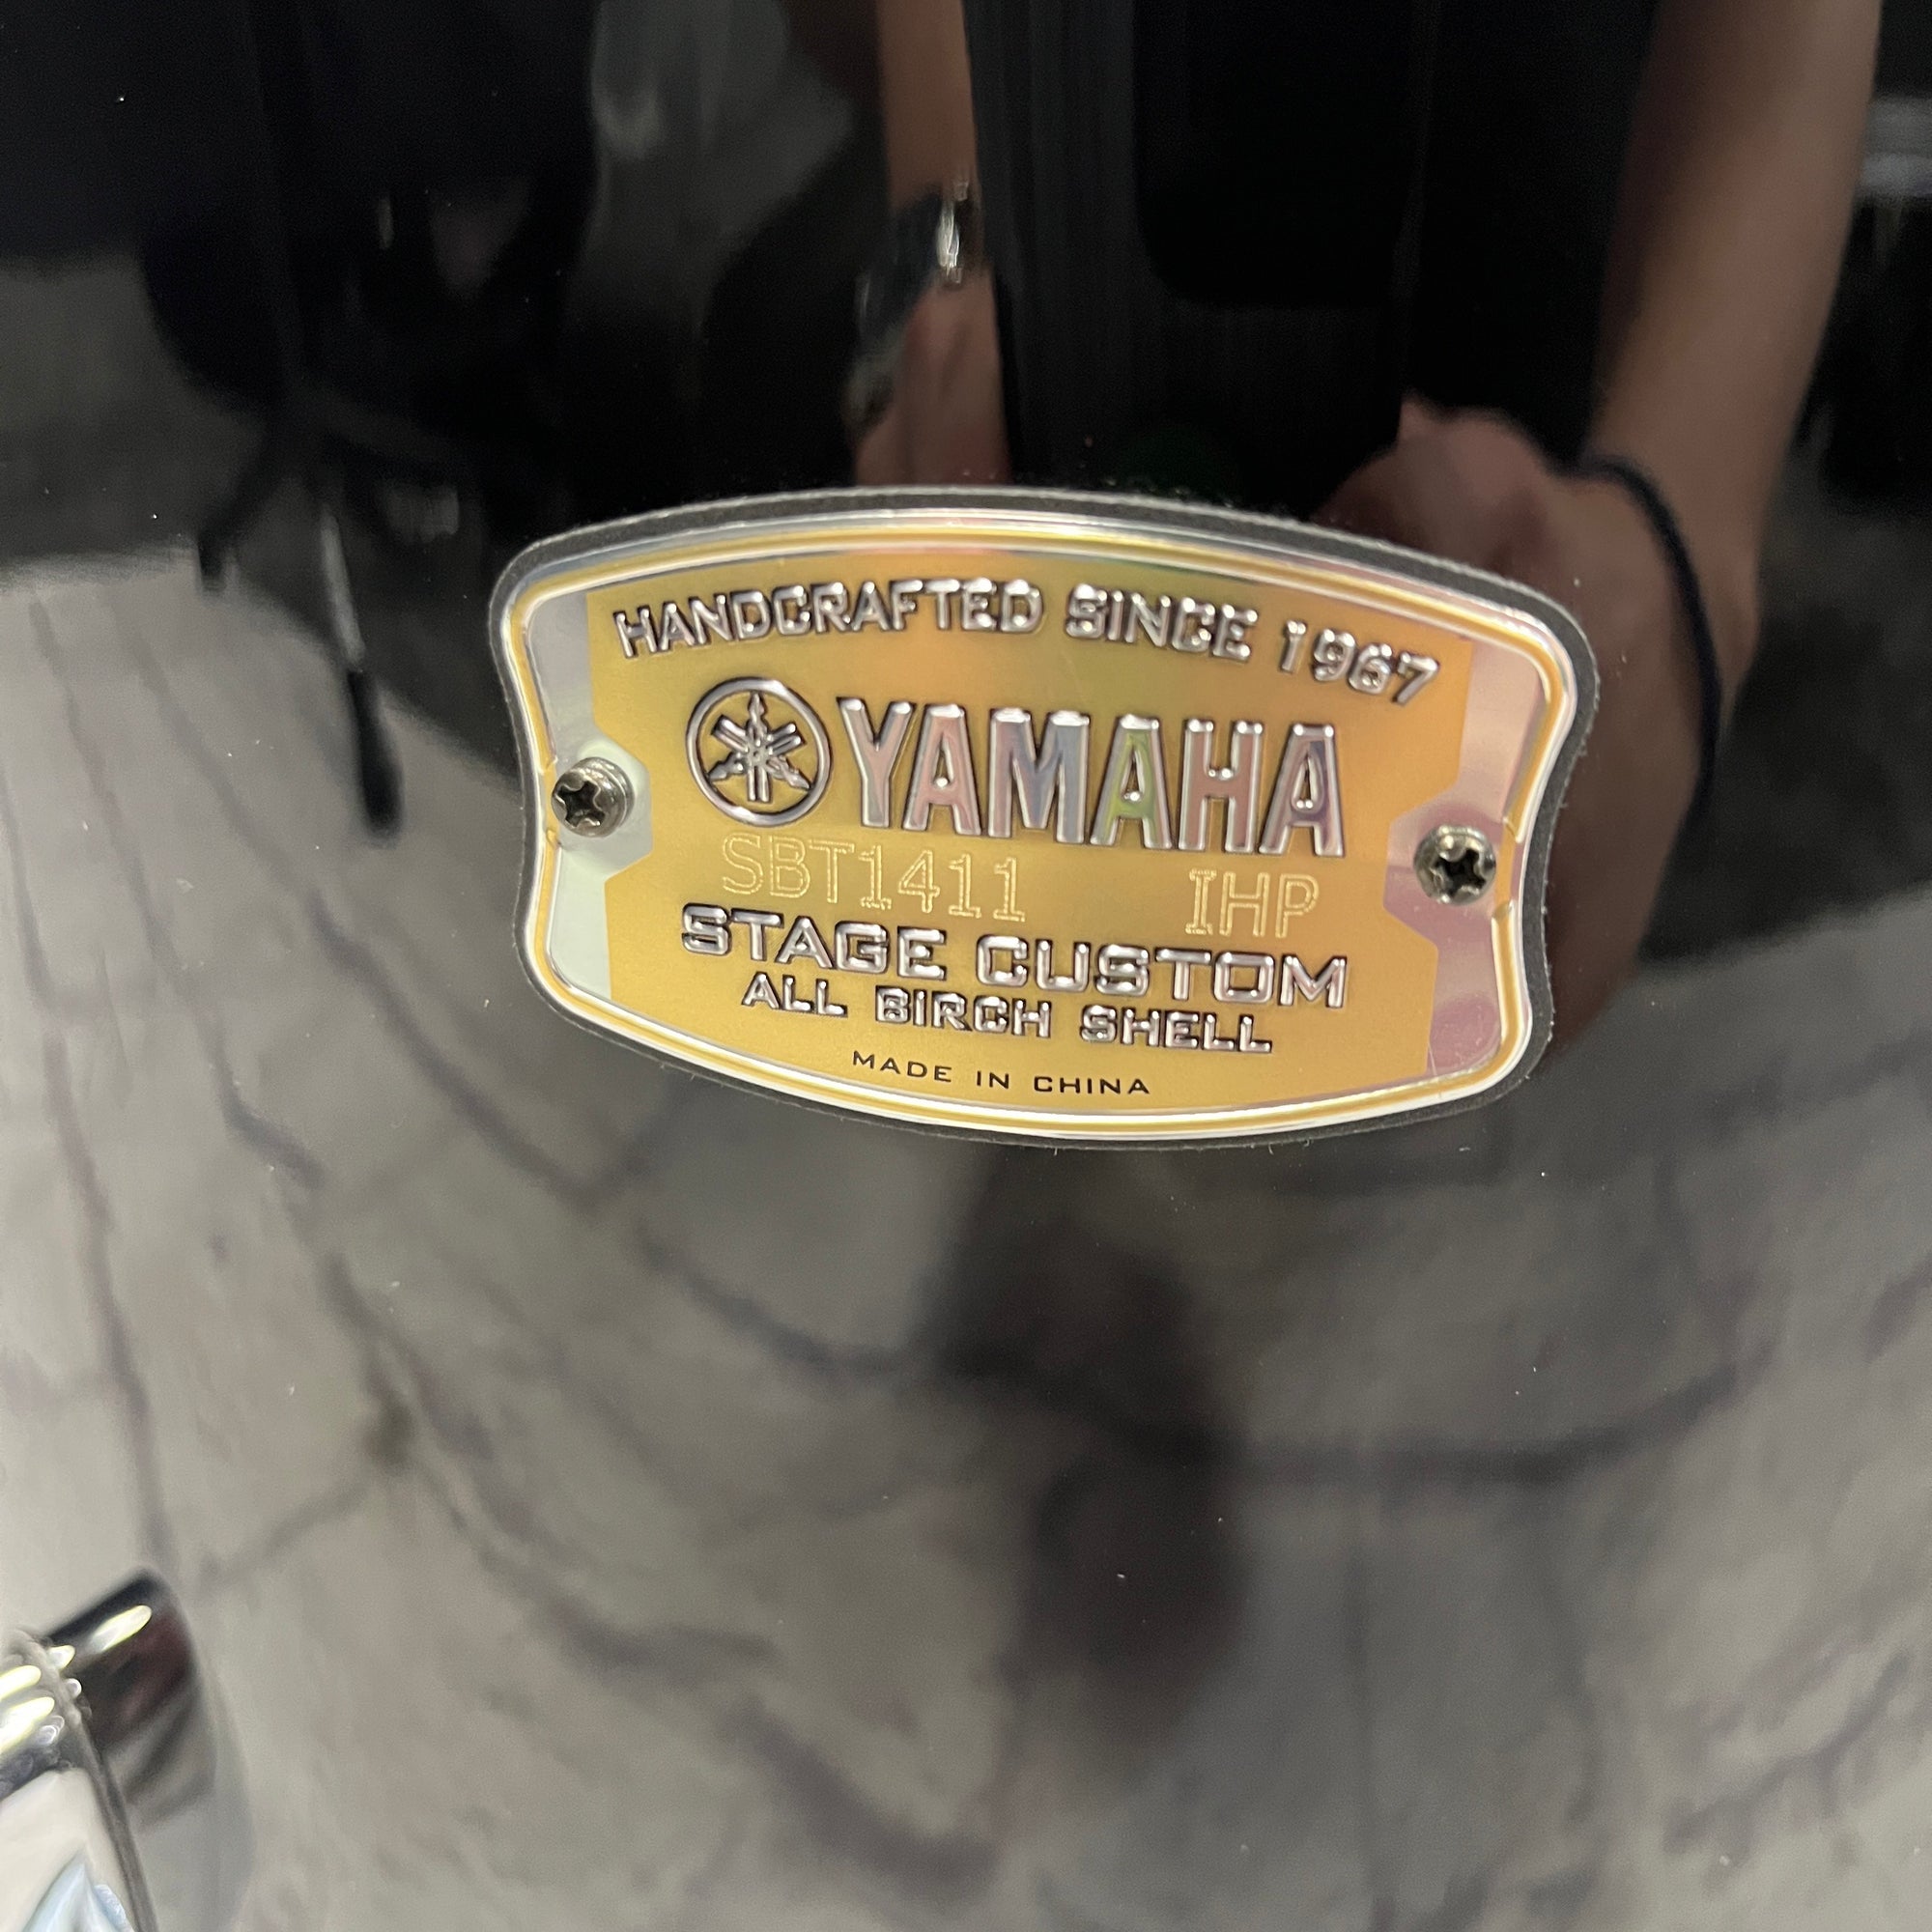 HANDCRAFTED SINCE 1967
YAMAHA
SBT1411 IHP
STAGE CUSTOM
ALL BIRCH SHELL
MADE IN CHINA